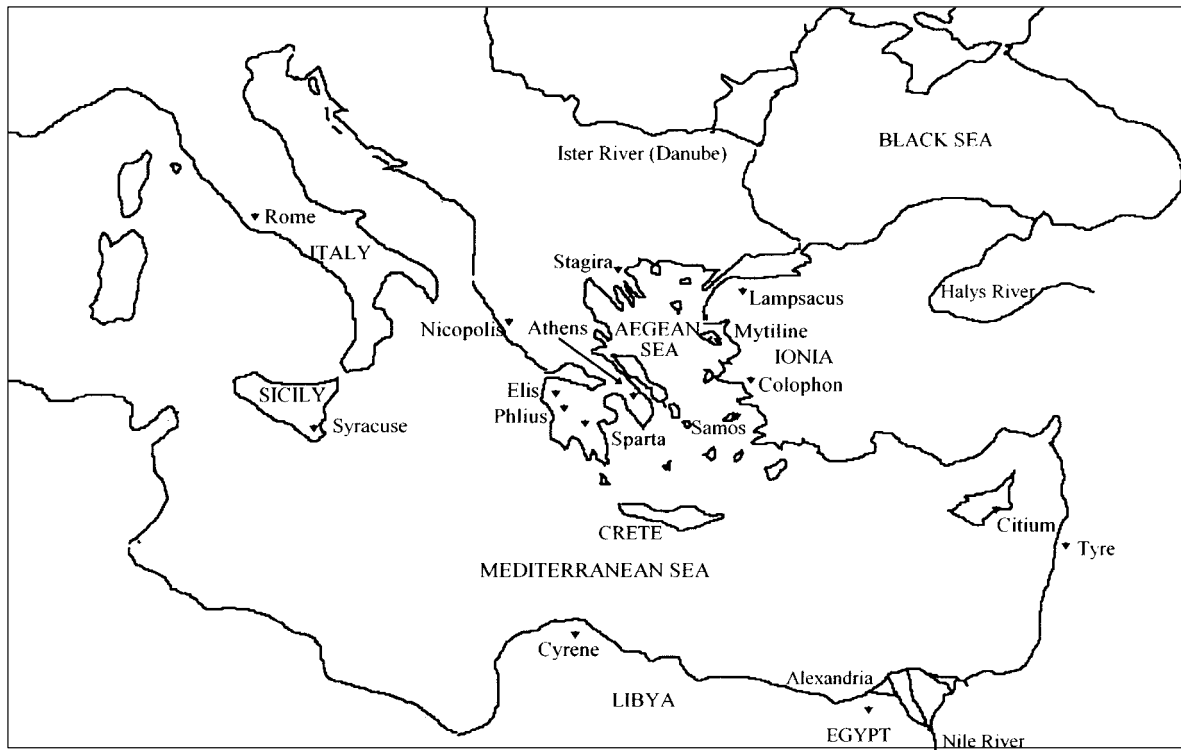 BLACK SEA
Ister River (Danube)
Rome
ITALY
Stagira
Halys River
Lampsacus
Nicopolis
Athens
AEGEAN
SEA
Mytiline
IONIA
Colophon
SICILY
Elis
Phlius
Syracuse
Sparta
Samos
CRETE
Citium
Tyre
MEDITERRANEAN SEA
Cyrene
Alexandria
LIBYA
EGYPT
Nile River